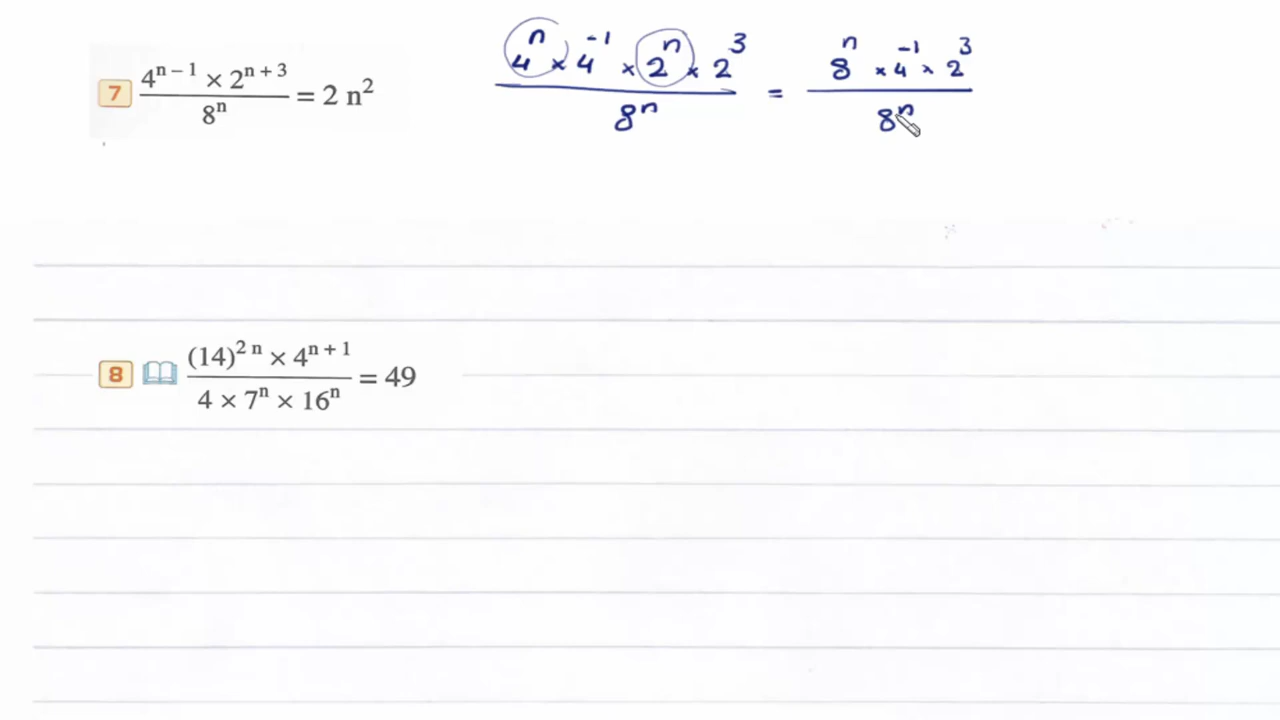 7 (4^(n – 1) × 2^(n + 3)) / 8^n = 2 n²
(4^n × 4^-1 × 2^n × 2^3) / 8^n = (8^n × 4^-1 × 2^3) / 8^n
8 ((14)^(2 n) × 4^(n + 1)) / (4 × 7^n × 16^n) = 49